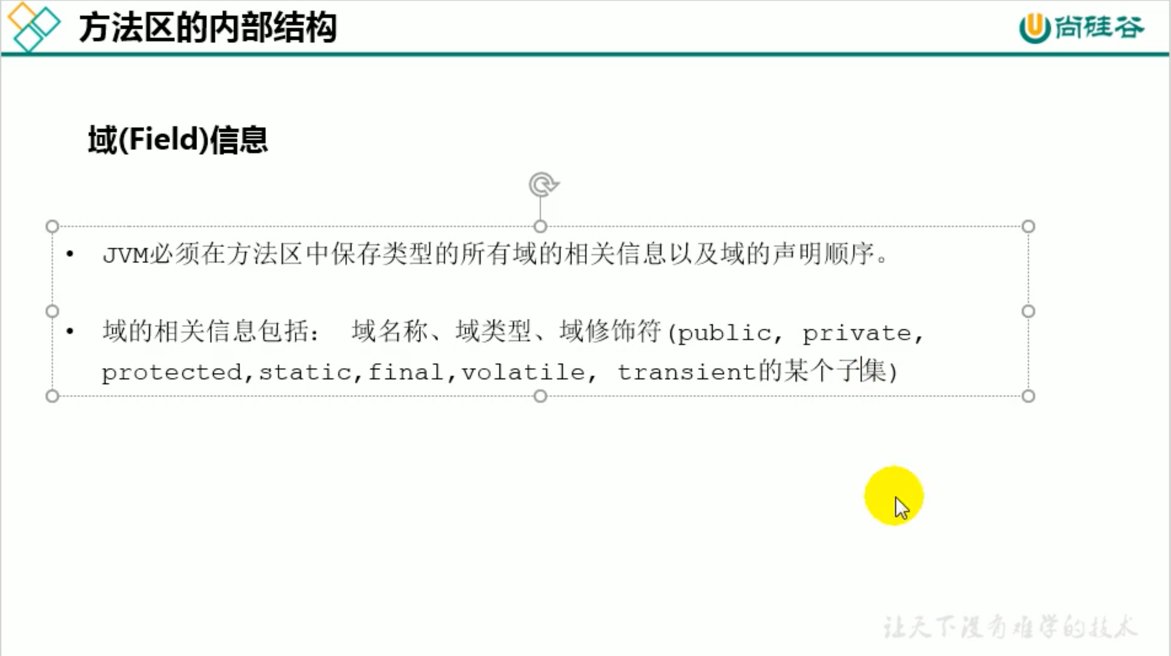 方法区的内部结构
尚硅谷
域(Field)信息
• JVM必须在方法区中保存类型的所有域的相关信息以及域的声明顺序。
• 域的相关信息包括： 域名称、域类型、域修饰符(public, private,
protected,static,final,volatile, transient的某个子集)
让天下没有难学的技术